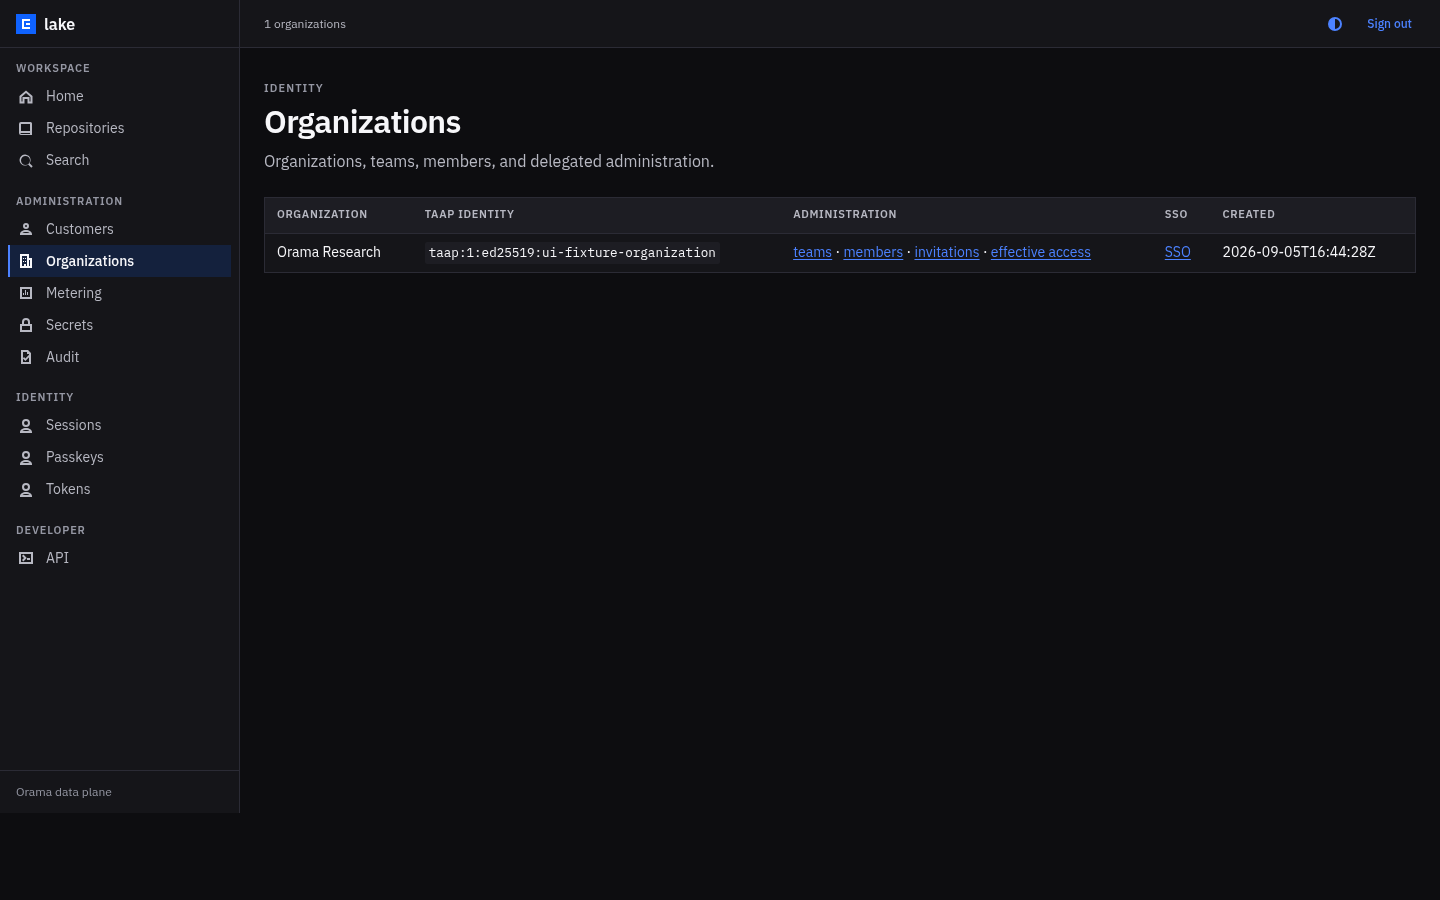 lake
1 organizations
Sign out
WORKSPACE
Home
Repositories
Search
ADMINISTRATION
Customers
Organizations
Metering
Secrets
Audit
IDENTITY
Sessions
Passkeys
Tokens
DEVELOPER
API
Orama data plane
IDENTITY
Organizations
Organizations, teams, members, and delegated administration.
ORGANIZATION TAAP IDENTITY ADMINISTRATION SSO CREATED
Orama Research taap:1:ed25519:ui-fixture-organization teams · members · invitations · effective access SSO 2026-09-05T16:44:28Z